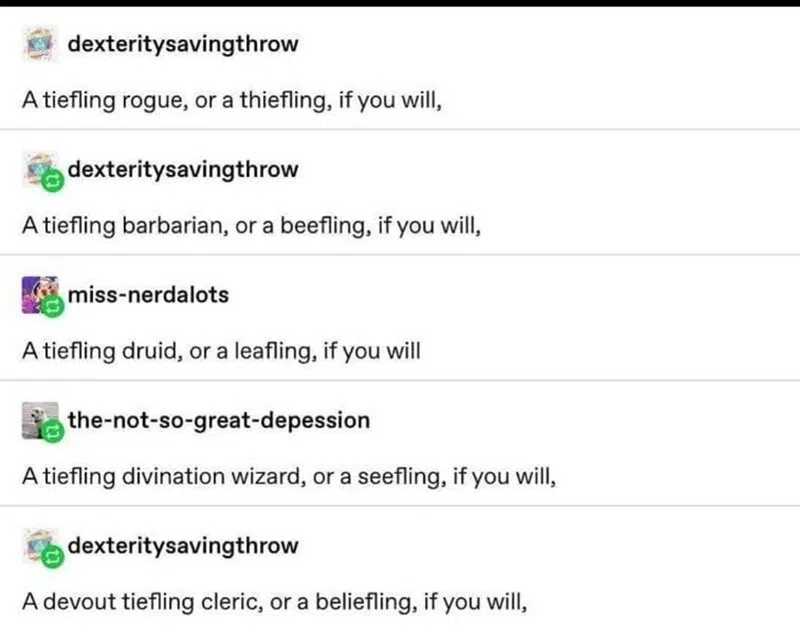 dexteritysavingthrow
A tiefling rogue, or a thiefling, if you will,
dexteritysavingthrow
A tiefling barbarian, or a beefling, if you will,
miss-nerdalots
A tiefling druid, or a leafling, if you will
the-not-so-great-depession
A tiefling divination wizard, or a seefling, if you will,
dexteritysavingthrow
A devout tiefling cleric, or a beliefling, if you will,